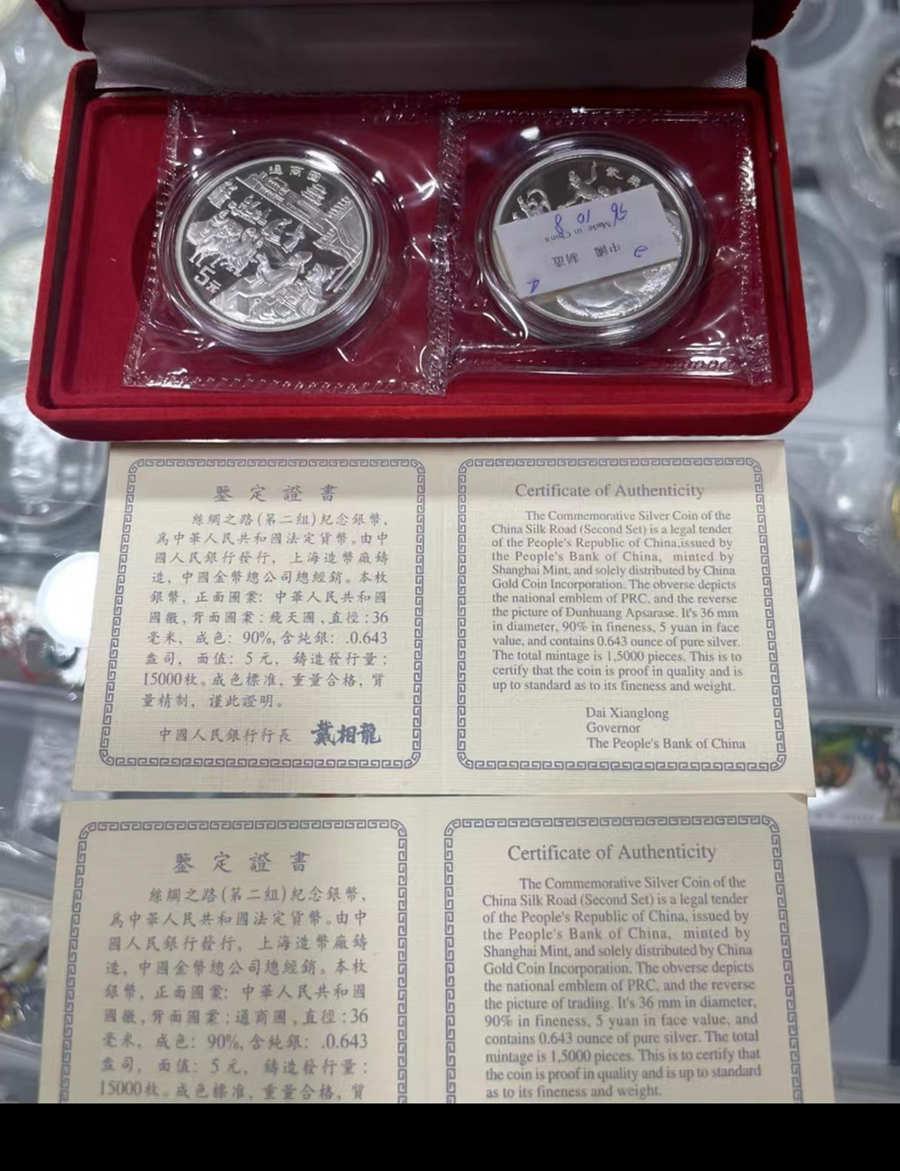 通商圖
5元
散
96 10 8
Made in China
中國 制造
鑒定證書
絲綢之路(第二組)紀念銀幣,
爲中華人民共和國法定貨幣。由中
國人民銀行發行, 上海造幣廠鑄
造, 中國金幣總公司總經銷。本枚
銀幣, 正面圖案: 中華人民共和國
國徽, 背面圖案: 飛天圖, 直徑: 36
毫米, 成色: 90%, 含純銀: .0.643
盎司, 面值: 5元, 鑄造發行量:
15000枚。成色標准, 重量合格, 質
量精制, 謹此證明。
中國人民銀行行長 戴相龍
Certificate of Authenticity
The Commemorative Silver Coin of the
China Silk Road (Second Set) is a legal tender
of the People's Republic of China,issued by
the People's Bank of China, minted by
Shanghai Mint, and solely distributed by China
Gold Coin Incorporation. The obverse depicts
the national emblem of PRC, and the reverse
the picture of Dunhuang Apsarase. It's 36 mm
in diameter, 90% in fineness, 5 yuan in face
value, and contains 0.643 ounce of pure silver.
The total mintage is 1,5000 pieces. This is to
certify that the coin is proof in quality and is
up to standard as to its fineness and weight.
Dai Xianglong
Governor
The People's Bank of China
鑒定證書
絲綢之路(第二組)紀念銀幣,
爲中華人民共和國法定貨幣。由中
國人民銀行發行, 上海造幣廠鑄
造, 中國金幣總公司總經銷。本枚
銀幣, 正面圖案: 中華人民共和國
國徽, 背面圖案: 通商圖, 直徑: 36
毫米, 成色: 90%, 含純銀: .0.643
盎司, 面值: 5元, 鑄造發行量:
15000枚。成色標准, 重量合格, 質
Certificate of Authenticity
The Commemorative Silver Coin of the
China Silk Road (Second Set) is a legal tender
of the People's Republic of China, issued by
the People's Bank of China, minted by
Shanghai Mint, and solely distributed by China
Gold Coin Incorporation. The obverse depicts
the national emblem of PRC, and the reverse
the picture of trading. It's 36 mm in diameter,
90% in fineness, 5 yuan in face value, and
contains 0.643 ounce of pure silver. The total
mintage is 1,5000 pieces. This is to certify that
the coin is proof in quality and is up to standard
as to its fineness and weight.